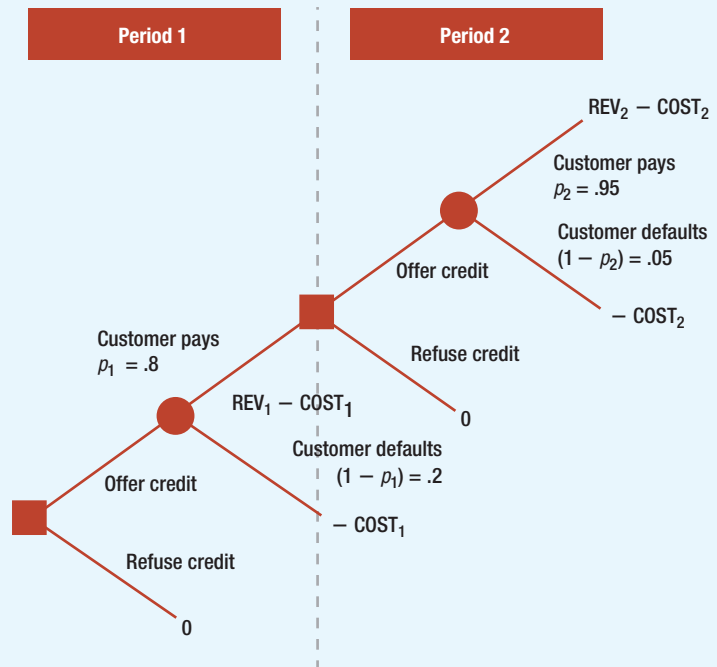 Period 1
Period 2
REV₂ − COST₂
Customer pays
p₂ = .95
Customer defaults
(1 − p₂) = .05
Offer credit
− COST₂
Customer pays
p₁ = .8
Refuse credit
REV₁ − COST₁
0
Customer defaults
(1 − p₁) = .2
Offer credit
− COST₁
Refuse credit
0